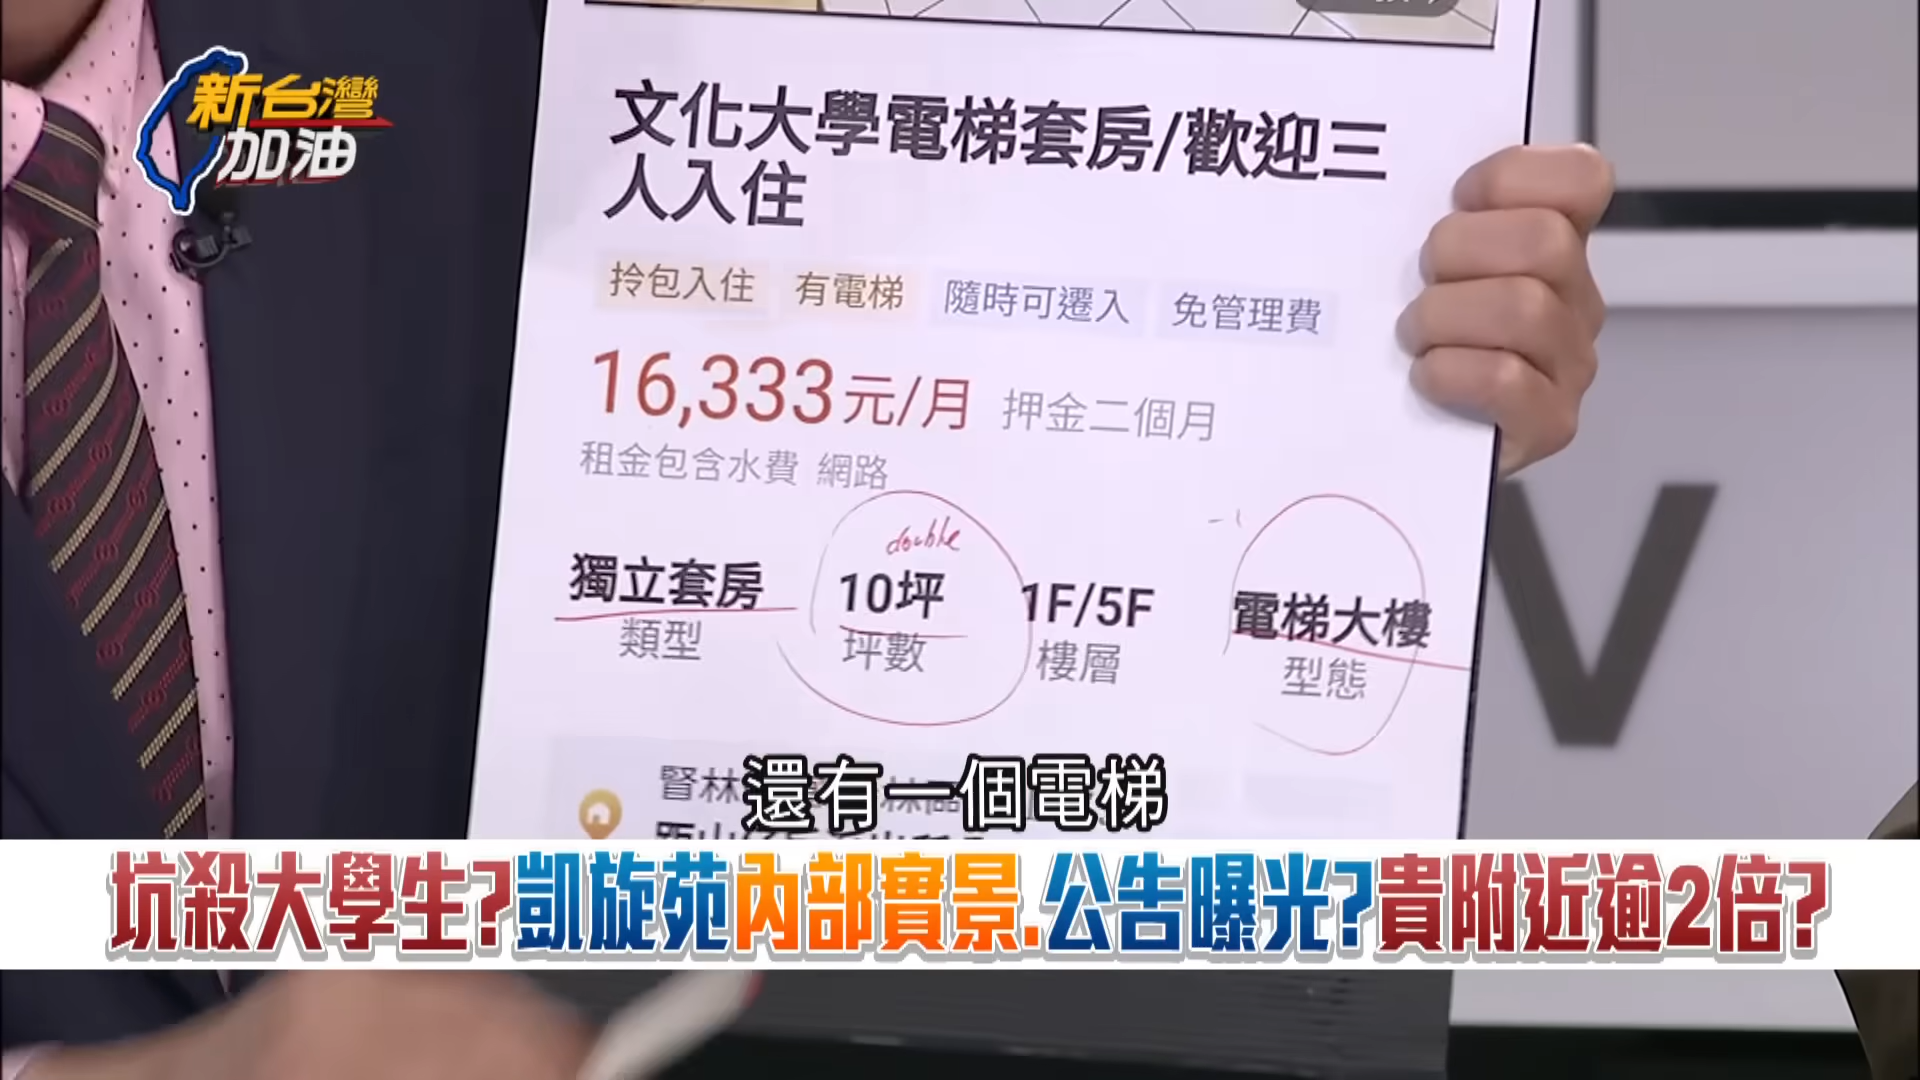 新台灣
加油
文化大學電梯套房/歡迎三
人入住
拎包入住 有電梯 隨時可遷入 免管理費
16,333元/月 押金二個月
租金包含水費 網路
double
獨立套房 10坪 1F/5F 電梯大樓
類型 坪數 樓層 型態
還有一個電梯
坑殺大學生?凱旋苑內部實景.公告曝光?貴附近逾2倍?
V